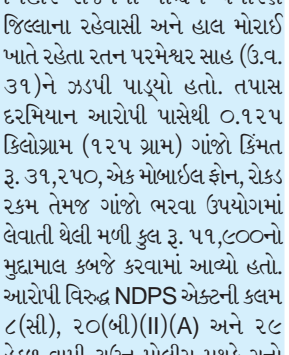 જિલ્લાના રહેવાસી અને હાલ મોરાઈ
ખાતે રહેતા રતન પરમેશ્વર સાહ (ઉ.વ.
૩૧)ને ઝડપી પાડ્યો હતો. તપાસ
દરમિયાન આરોપી પાસેથી ૦.૧૨૫
કિલોગ્રામ (૧૨૫ ગ્રામ) ગાંજો કિંમત
રૂ. ૩૧,૨૫૦, એક મોબાઇલ ફોન, રોકડ
રકમ તેમજ ગાંજો ભરવા ઉપયોગમાં
લેવાતી થેલી મળી કુલ રૂ. ૫૧,૯૦૦નો
મુદ્દામાલ કબજે કરવામાં આવ્યો હતો.
આરોપી વિરુદ્ધ NDPS એક્ટની કલમ
૮(સી), ૨૦(બી)(II)(A) અને ૨૯